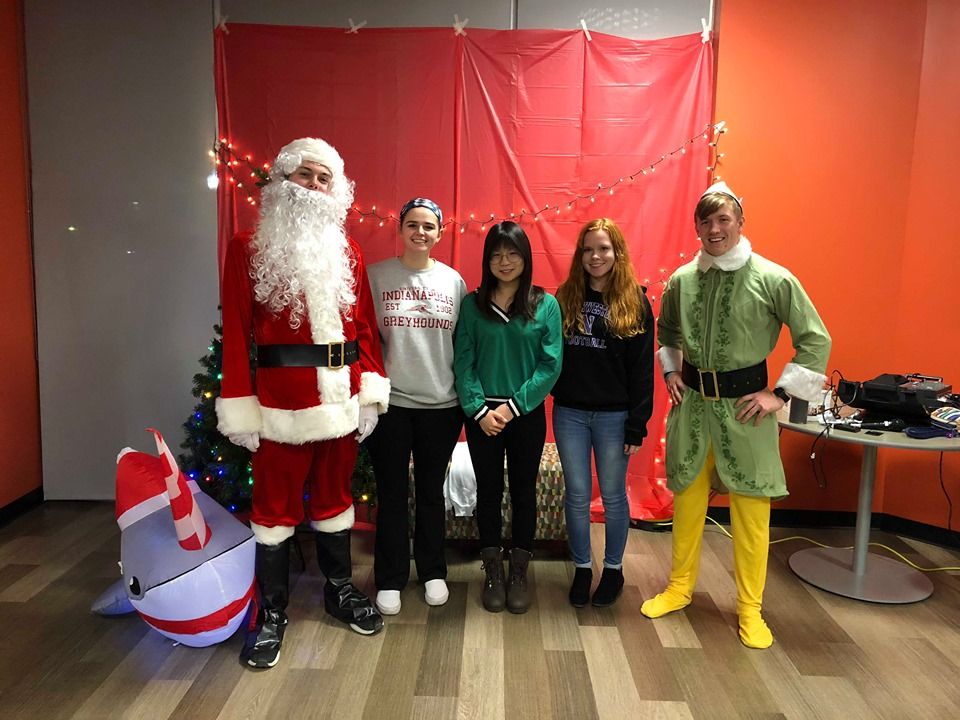 INDIANAPOLIS
EST 1902
GREYHOUNDS
N
FOOTBALL